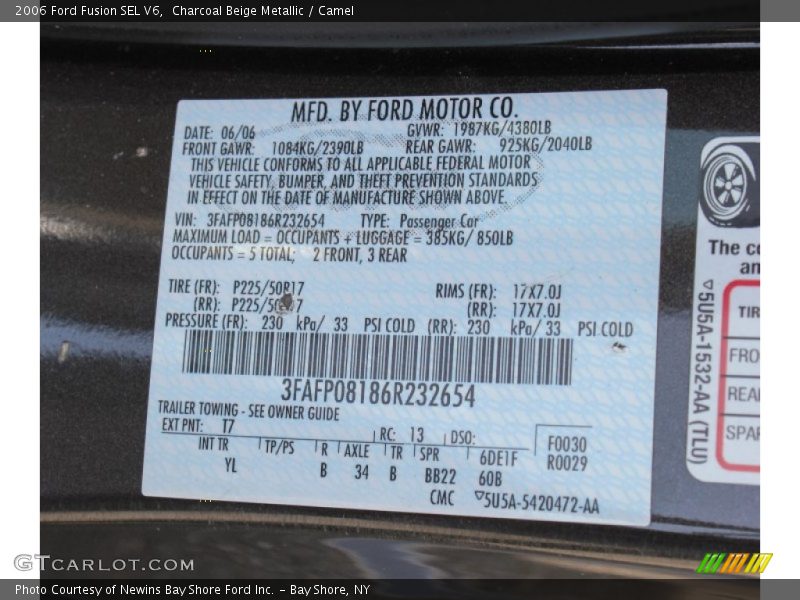 2006 Ford Fusion SEL V6,  Charcoal Beige Metallic / Camel
MFD. BY FORD MOTOR CO.
DATE: 06/06 GVWR: 1987KG/4380LB
FRONT GAWR: 1084KG/2390LB REAR GAWR: 925KG/2040LB
THIS VEHICLE CONFORMS TO ALL APPLICABLE FEDERAL MOTOR
VEHICLE SAFETY, BUMPER, AND THEFT PREVENTION STANDARDS
IN EFFECT ON THE DATE OF MANUFACTURE SHOWN ABOVE
VIN: 3FAFP08186R232654 TYPE: Passenger Car
MAXIMUM LOAD = OCCUPANTS + LUGGAGE = 385KG/ 850LB
OCCUPANTS = 5 TOTAL; 2 FRONT, 3 REAR
TIRE (FR): P225/50R17 RIMS (FR): 17X7.0J
(RR): P225/50R17 (RR): 17X7.0J
PRESSURE (FR): 230 kPa/ 33 PSI COLD (RR): 230 kPa/ 33 PSI COLD
3FAFP08186R232654
TRAILER TOWING - SEE OWNER GUIDE
EXT PNT: T7 RC: 13 DSO: F0030
INT TR TP/PS R AXLE TR SPR 6DE1F R0029
YL B 34 B BB22 60B
CMC 5U5A-5420472-AA
5U5A-1532-AA (TLU)
The co
an
TIR
FRO
REA
SPA
GTCARLOT.COM
Photo Courtesy of Newins Bay Shore Ford Inc. – Bay Shore, NY